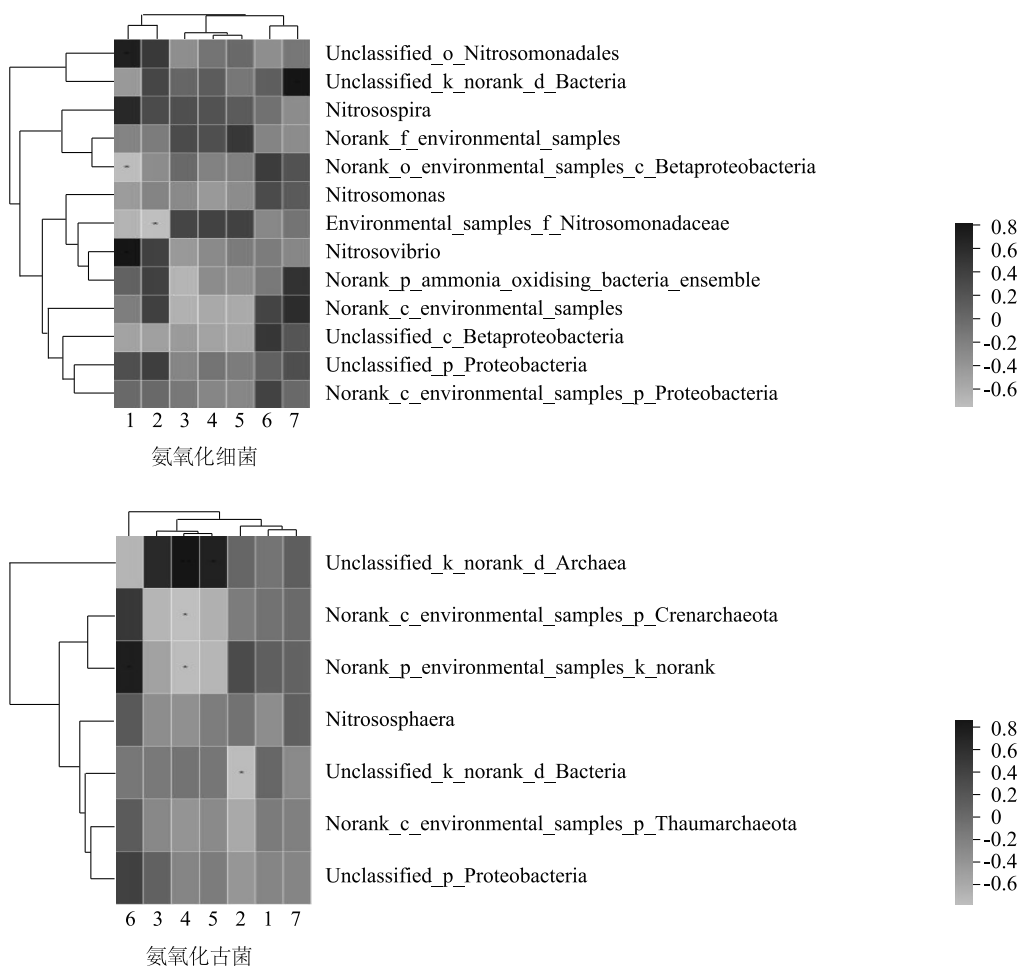 Unclassified_o_Nitrosomonadales
Unclassified_k_norank_d_Bacteria
Nitrosospira
Norank_f_environmental_samples
Norank_o_environmental_samples_c_Betaproteobacteria
Nitrosomonas
Environmental_samples_f_Nitrosomonadaceae
Nitrosovibrio
Norank_p_ammonia_oxidising_bacteria_ensemble
Norank_c_environmental_samples
Unclassified_c_Betaproteobacteria
Unclassified_p_Proteobacteria
Norank_c_environmental_samples_p_Proteobacteria
0.8
0.6
0.4
0.2
0
-0.2
-0.4
-0.6
1 2 3 4 5 6 7
氨氧化细菌
Unclassified_k_norank_d_Archaea
Norank_c_environmental_samples_p_Crenarchaeota
Norank_p_environmental_samples_k_norank
Nitrososphaera
Unclassified_k_norank_d_Bacteria
Norank_c_environmental_samples_p_Thaumarchaeota
Unclassified_p_Proteobacteria
0.8
0.6
0.4
0.2
0
-0.2
-0.4
-0.6
6 3 4 5 2 1 7
氨氧化古菌